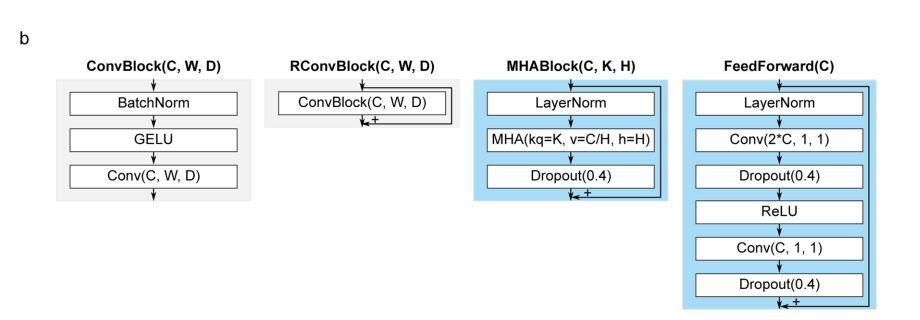 b
ConvBlock(C, W, D)
BatchNorm
GELU
Conv(C, W, D)
RConvBlock(C, W, D)
ConvBlock(C, W, D)
+
MHABlock(C, K, H)
LayerNorm
MHA(kq=K, v=C/H, h=H)
Dropout(0.4)
+
FeedForward(C)
LayerNorm
Conv(2*C, 1, 1)
Dropout(0.4)
ReLU
Conv(C, 1, 1)
Dropout(0.4)
+